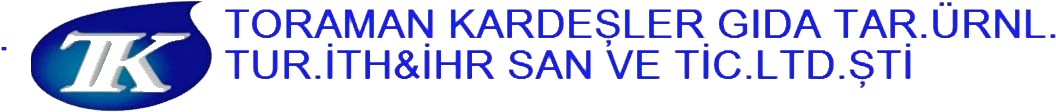 TK
TORAMAN KARDEŞLER GIDA TAR.ÜRNL.
TUR.İTH&İHR SAN VE TİC.LTD.ŞTİ